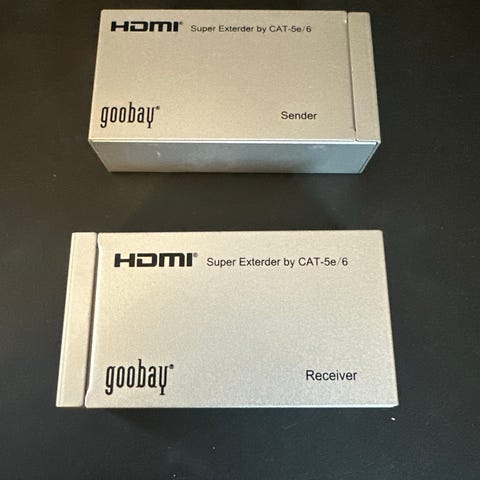 HDMI® Super Exterder by CAT-5e/6
goobay®
Sender
HDMI® Super Exterder by CAT-5e/6
goobay®
Receiver